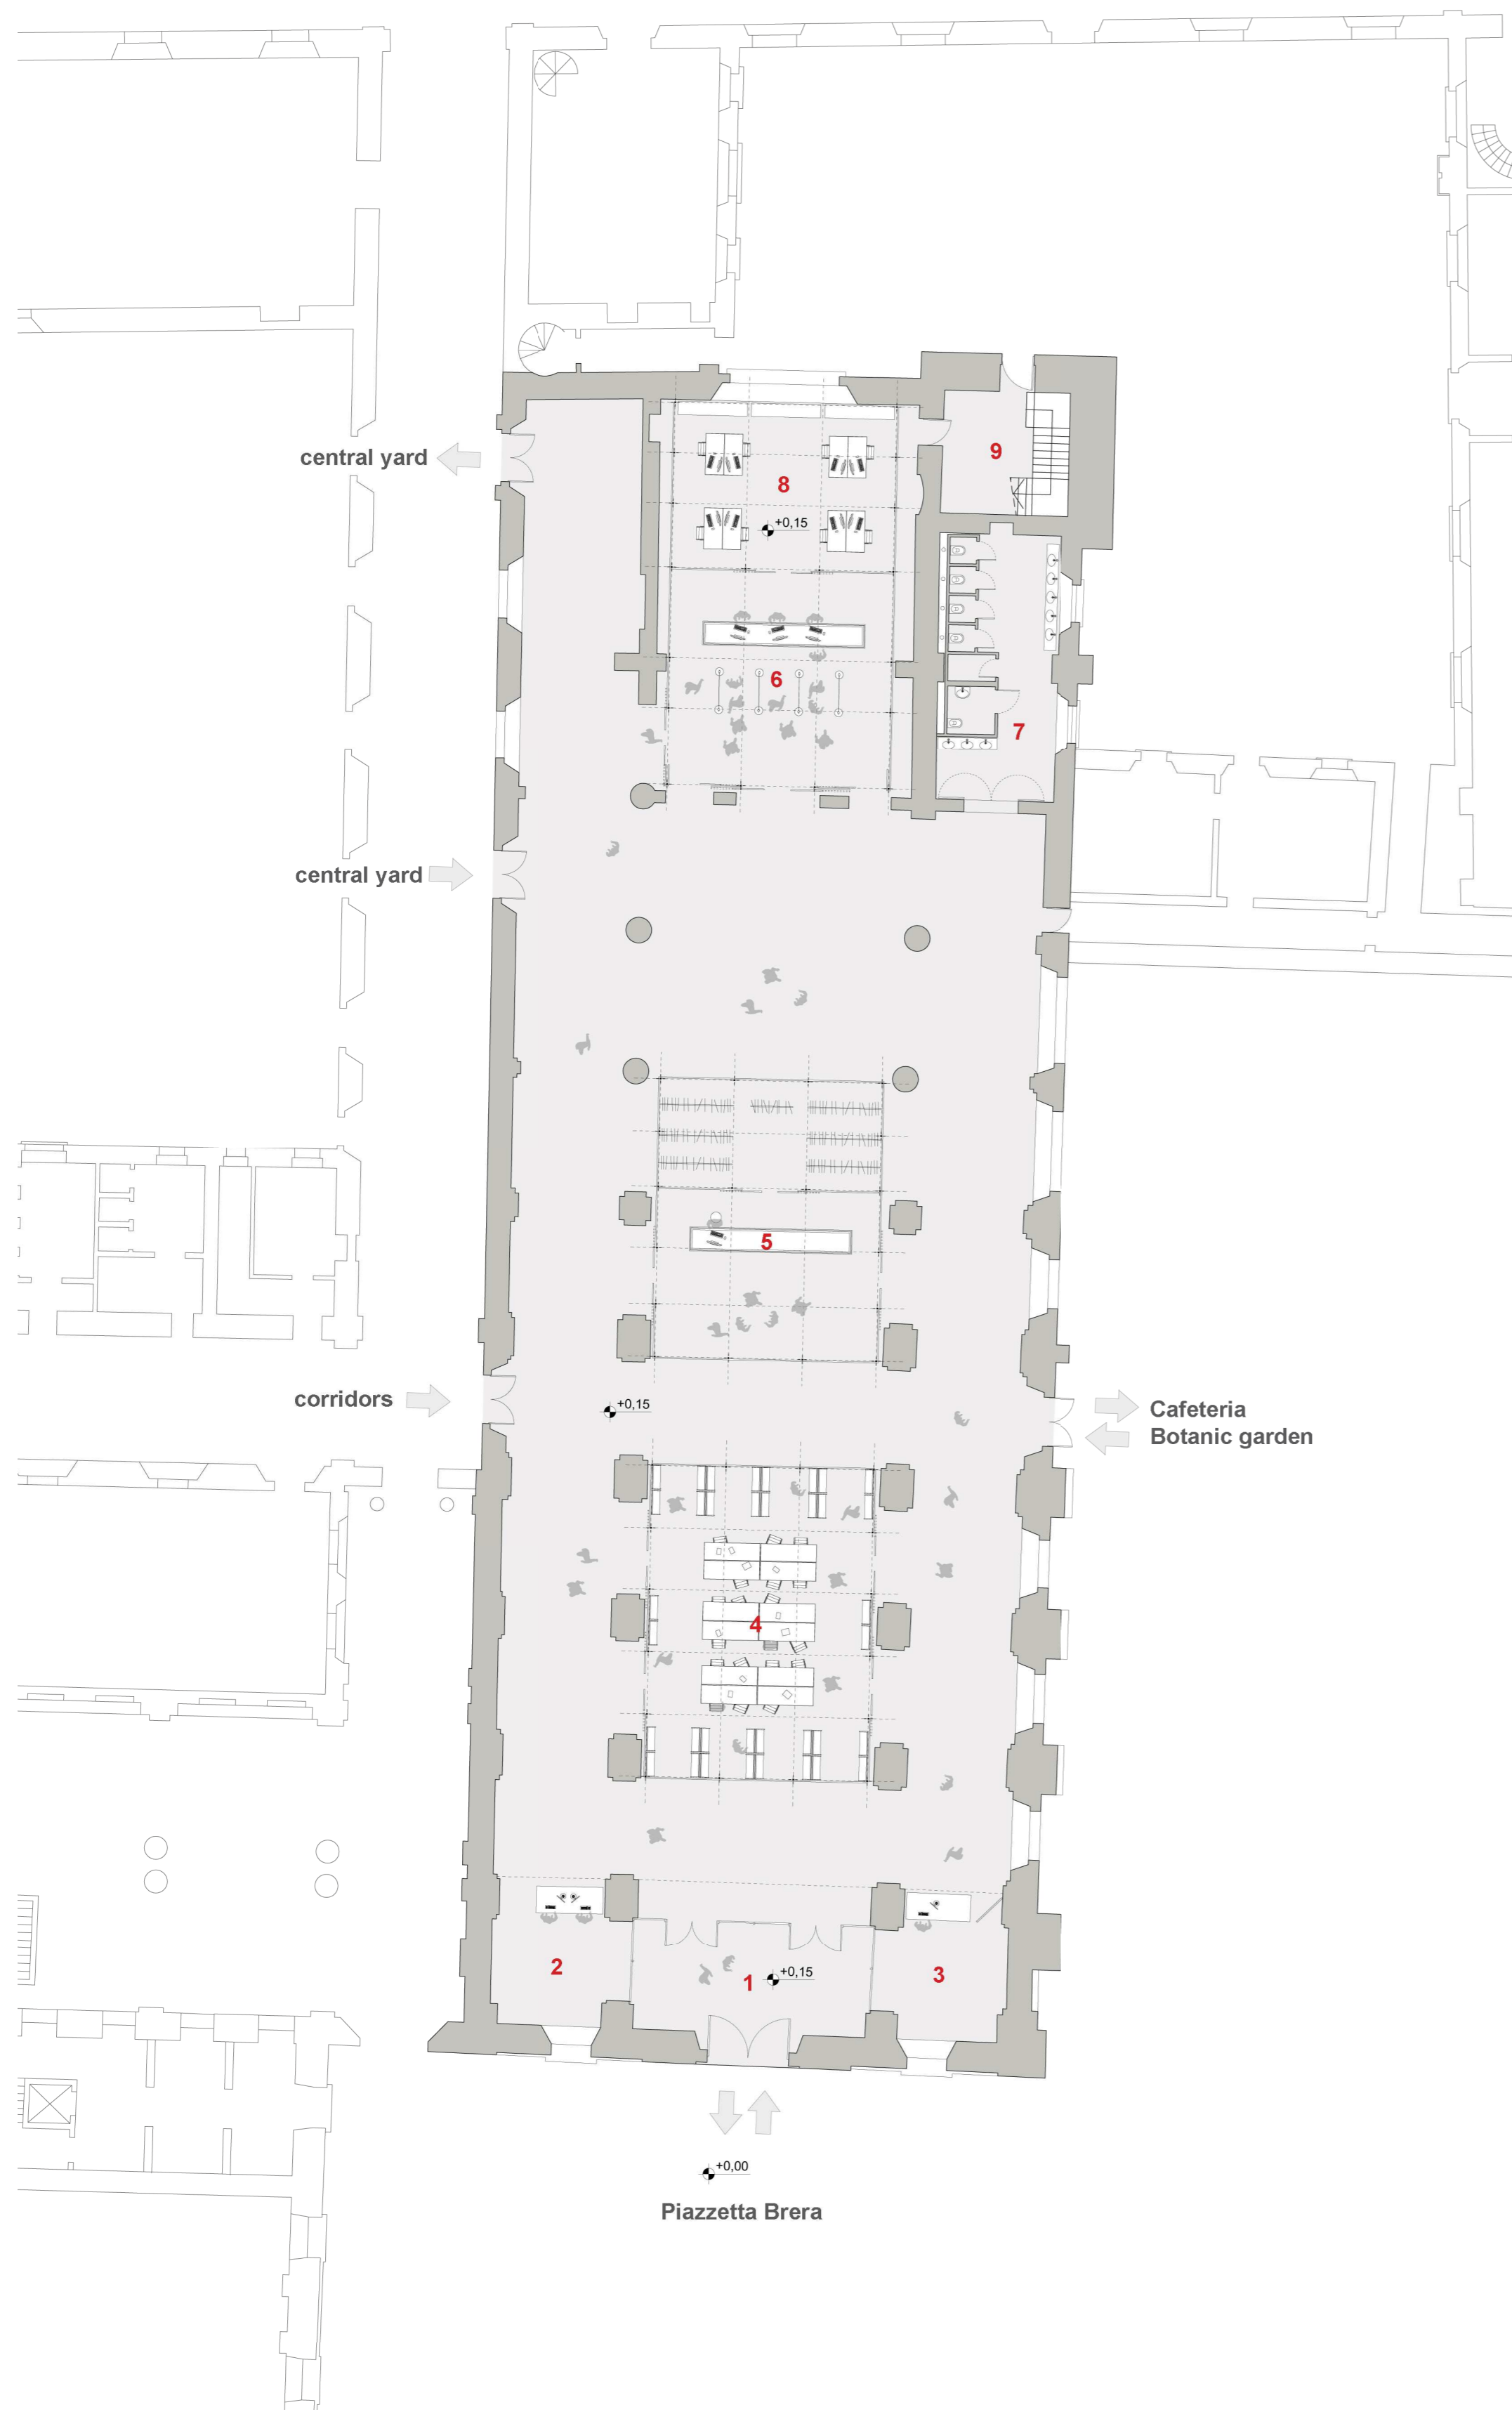 central yard
9
8
+0,15
6
7
central yard
5
corridors
+0,15
Cafeteria
Botanic garden
4
2
3
1
+0,15
+0,00
Piazzetta Brera